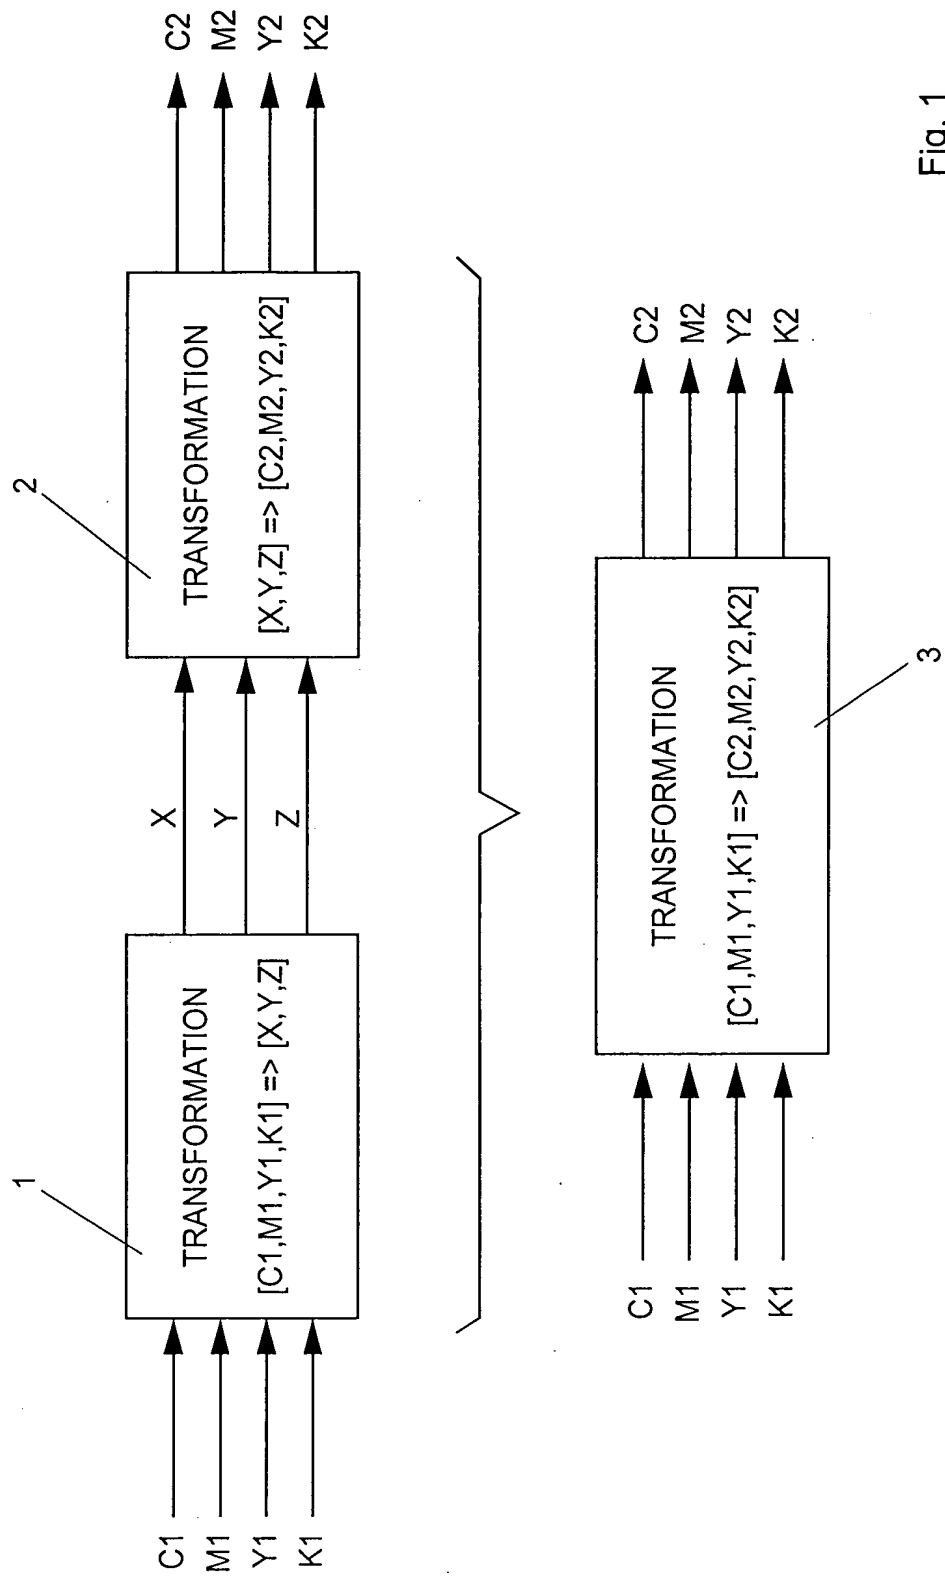 1
2
C1
M1
Y1
K1
TRANSFORMATION
[C1,M1,Y1,K1] => [X,Y,Z]
X
Y
Z
TRANSFORMATION
[X,Y,Z] => [C2,M2,Y2,K2]
C2
M2
Y2
K2
C1
M1
Y1
K1
TRANSFORMATION
[C1,M1,Y1,K1] => [C2,M2,Y2,K2]
C2
M2
Y2
K2
3
Fig. 1